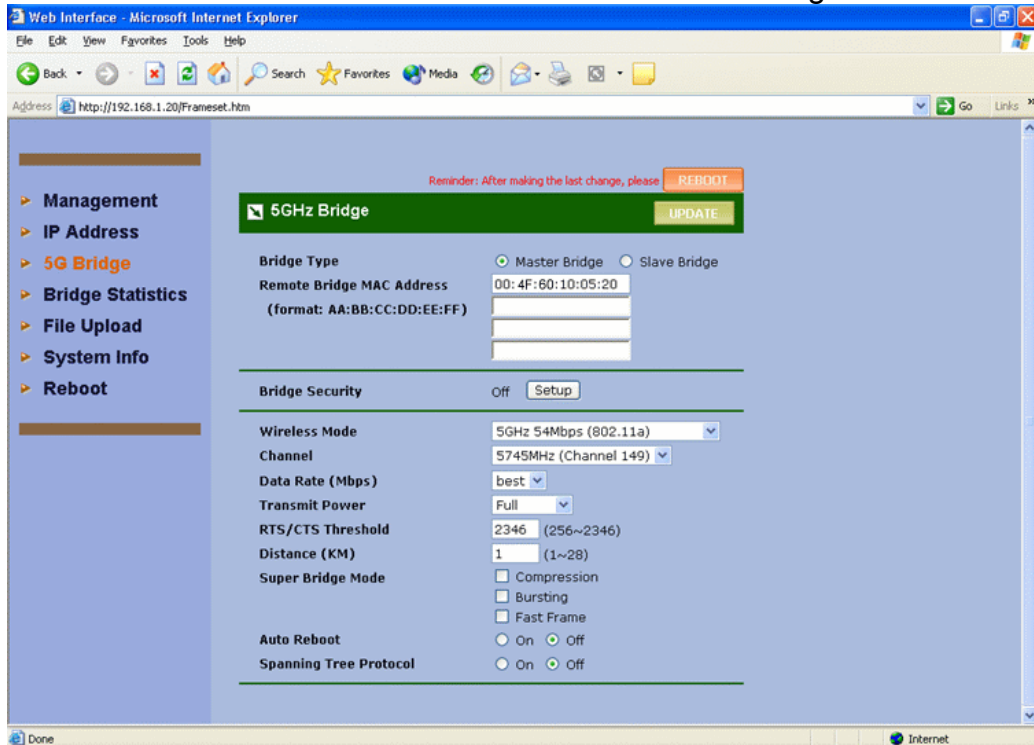 Web Interface - Microsoft Internet Explorer
File Edit View Favorites Tools Help
Back Search Favorites Media
Address http://192.168.1.20/Frameset.htm Go Links »
Reminder: After making the last change, please REBOOT
Management
IP Address
5G Bridge
Bridge Statistics
File Upload
System Info
Reboot
5GHz Bridge UPDATE
Bridge Type Master Bridge Slave Bridge
Remote Bridge MAC Address 00:4F:60:10:05:20
(format: AA:BB:CC:DD:EE:FF)
Bridge Security Off Setup
Wireless Mode 5GHz 54Mbps (802.11a)
Channel 5745MHz (Channel 149)
Data Rate (Mbps) best
Transmit Power Full
RTS/CTS Threshold 2346 (256~2346)
Distance (KM) 1 (1~28)
Super Bridge Mode Compression
Bursting
Fast Frame
Auto Reboot On Off
Spanning Tree Protocol On Off
Done Internet